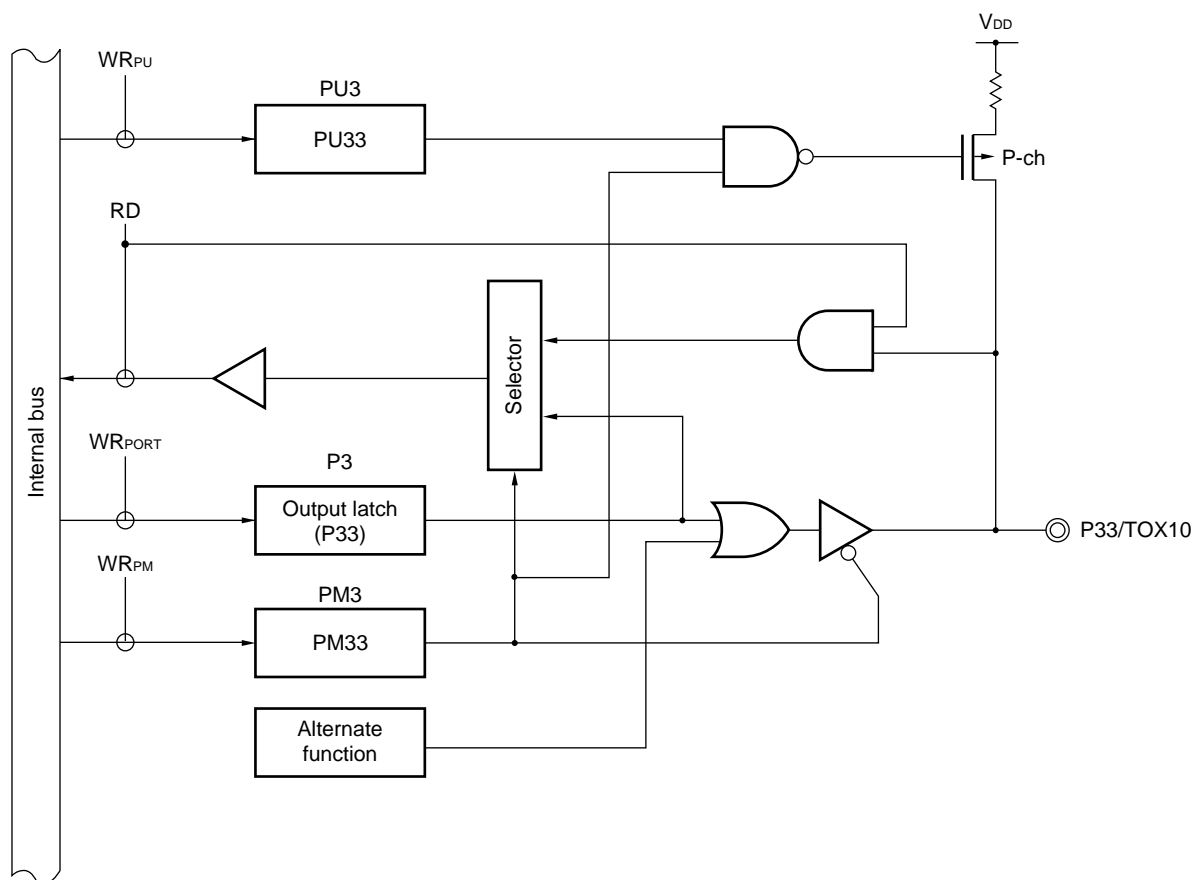 VDD
WRPU
PU3
PU33
P-ch
RD
Selector
Internal bus
WRPORT
P3
Output latch
(P33)
P33/TOX10
WRPM
PM3
PM33
Alternate
function